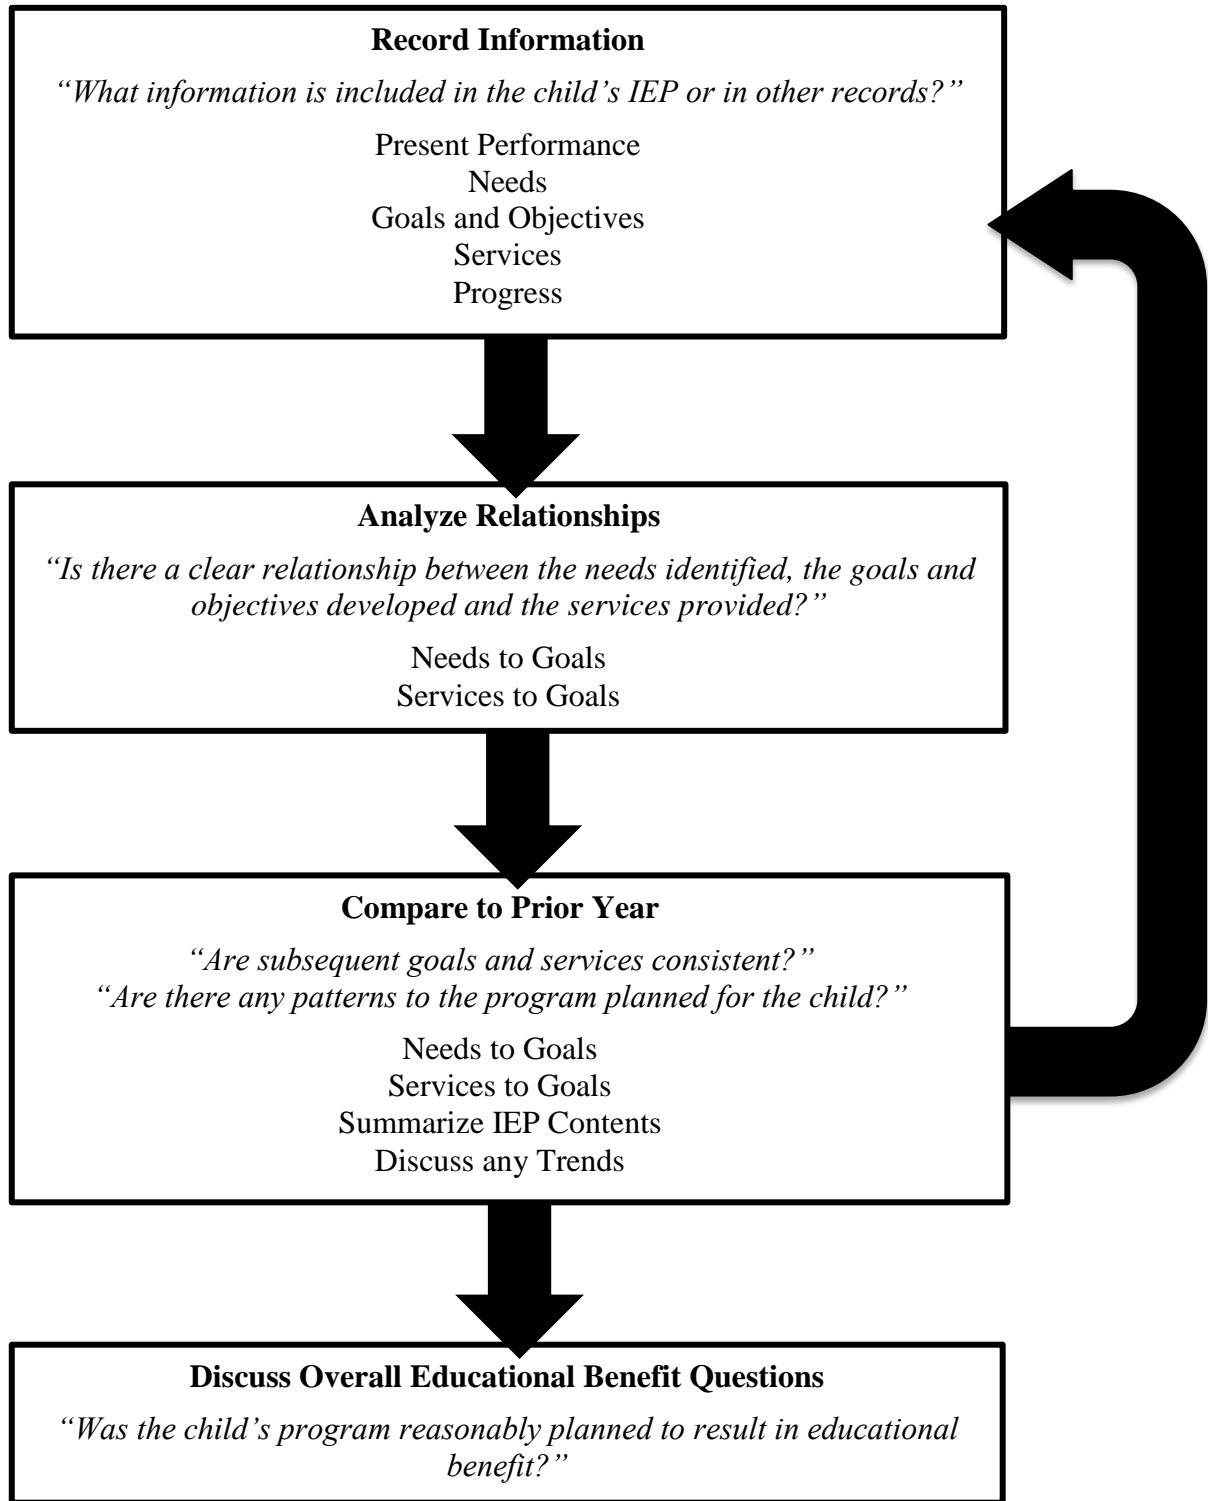 Record Information
“What information is included in the child’s IEP or in other records?”
Present Performance
Needs
Goals and Objectives
Services
Progress
Analyze Relationships
“Is there a clear relationship between the needs identified, the goals and
objectives developed and the services provided?”
Needs to Goals
Services to Goals
Compare to Prior Year
“Are subsequent goals and services consistent?”
“Are there any patterns to the program planned for the child?”
Needs to Goals
Services to Goals
Summarize IEP Contents
Discuss any Trends
Discuss Overall Educational Benefit Questions
“Was the child’s program reasonably planned to result in educational
benefit?”